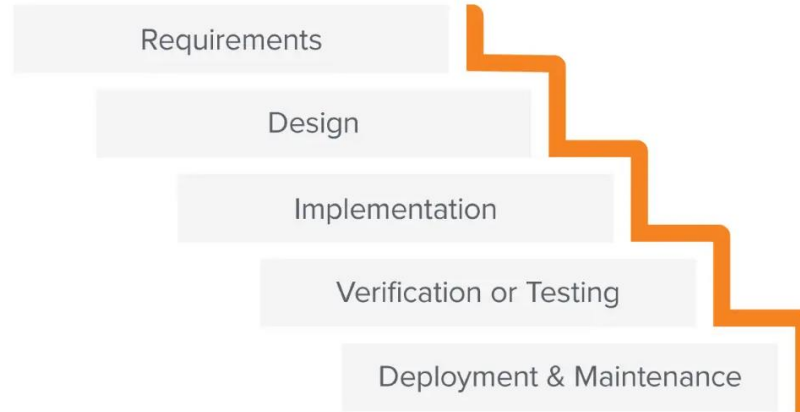 Requirements
Design
Implementation
Verification or Testing
Deployment & Maintenance